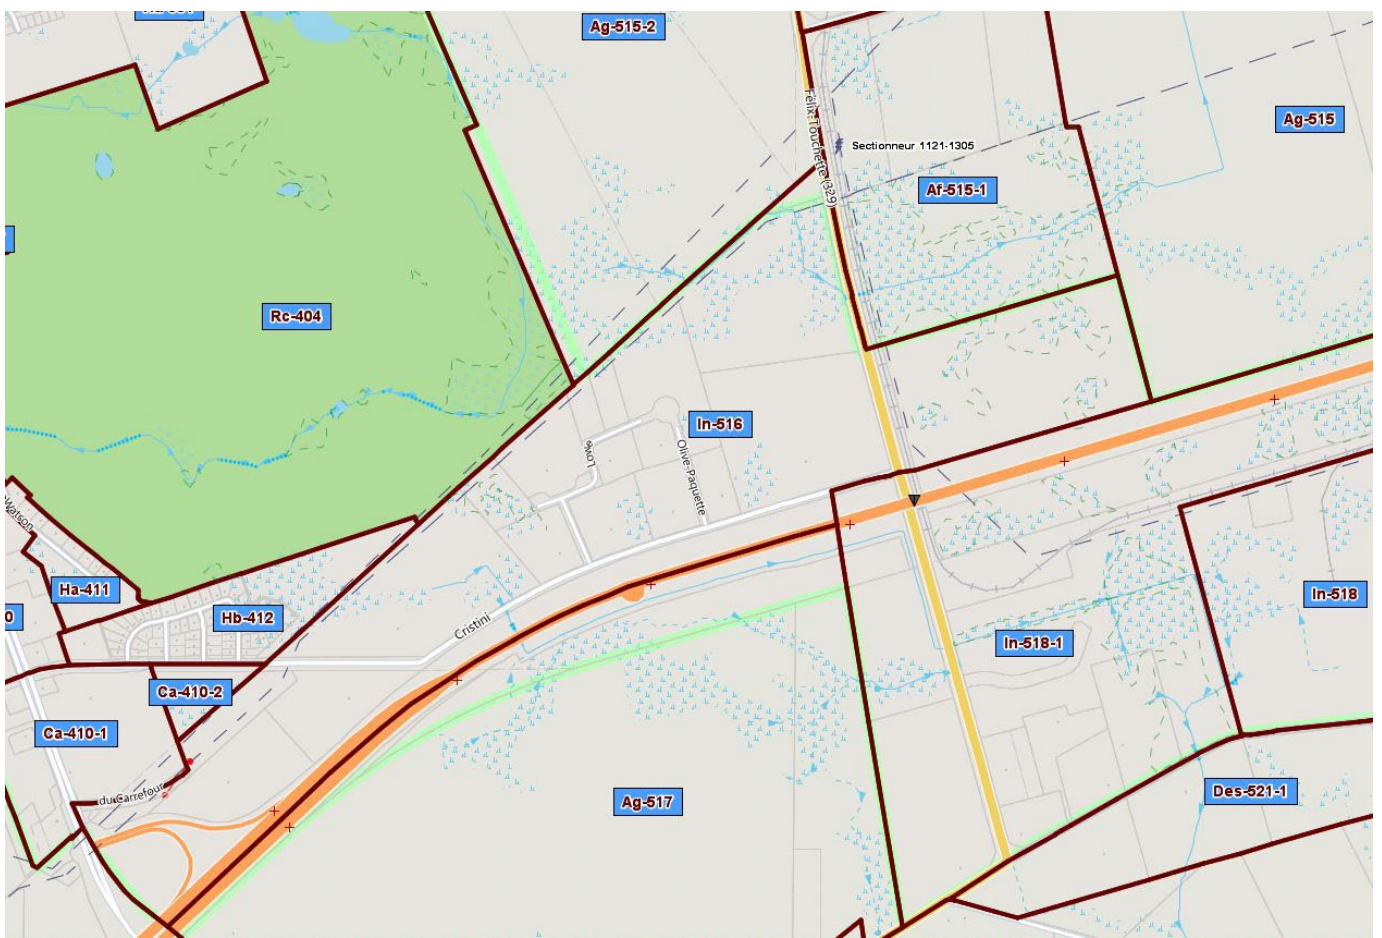 Ag-515-2
Ag-515
Félix-Touchette (329)
Sectionneur 1121-1305
Af-515-1
Rc-404
In-516
Lowe
Olive-Paquette
Watson
Ha-411
Hb-412
In-518
Cristini
In-518-1
Ca-410-2
Ca-410-1
du Carrefour
Ag-517
Des-521-1